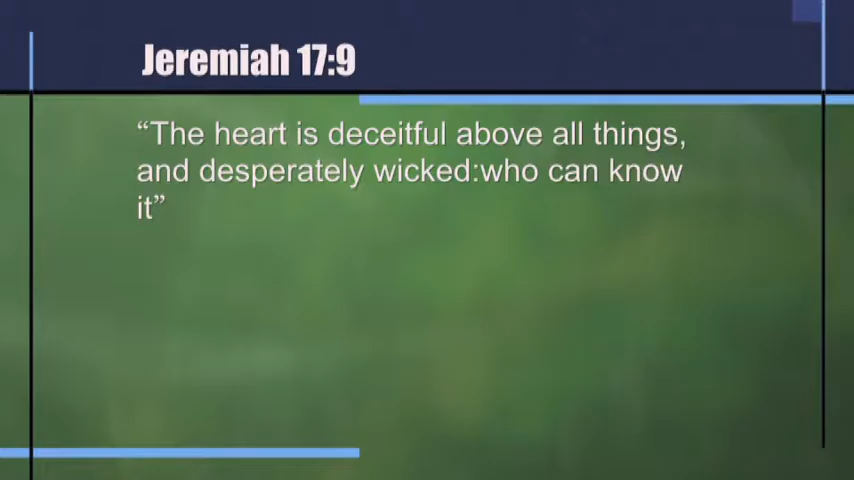 Jeremiah 17:9
“The heart is deceitful above all things,
and desperately wicked:who can know
it”